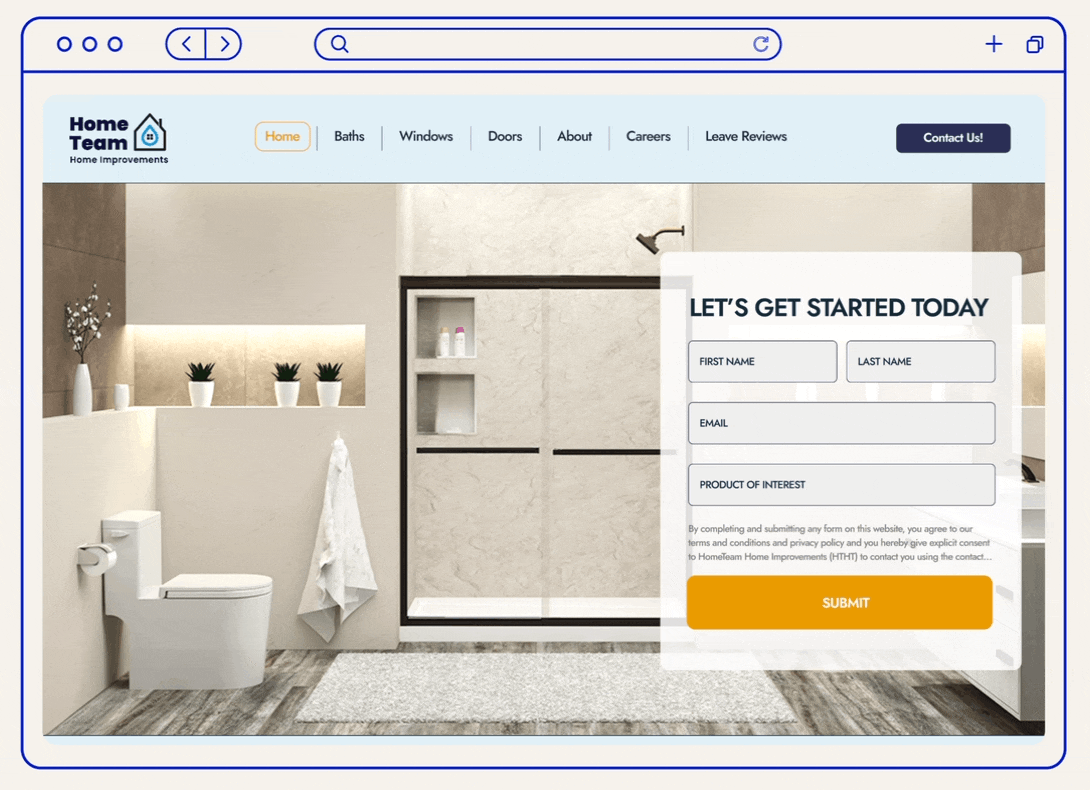 Home
Team
Home Improvements
Home
Baths
Windows
Doors
About
Careers
Leave Reviews
Contact Us!
LET'S GET STARTED TODAY
FIRST NAME
LAST NAME
EMAIL
PRODUCT OF INTEREST
By completing and submitting any form on this website, you agree to our
terms and conditions and privacy policy and you hereby give explicit consent
to HomeTeam Home Improvements (HTHT) to contact you using the contact...
SUBMIT